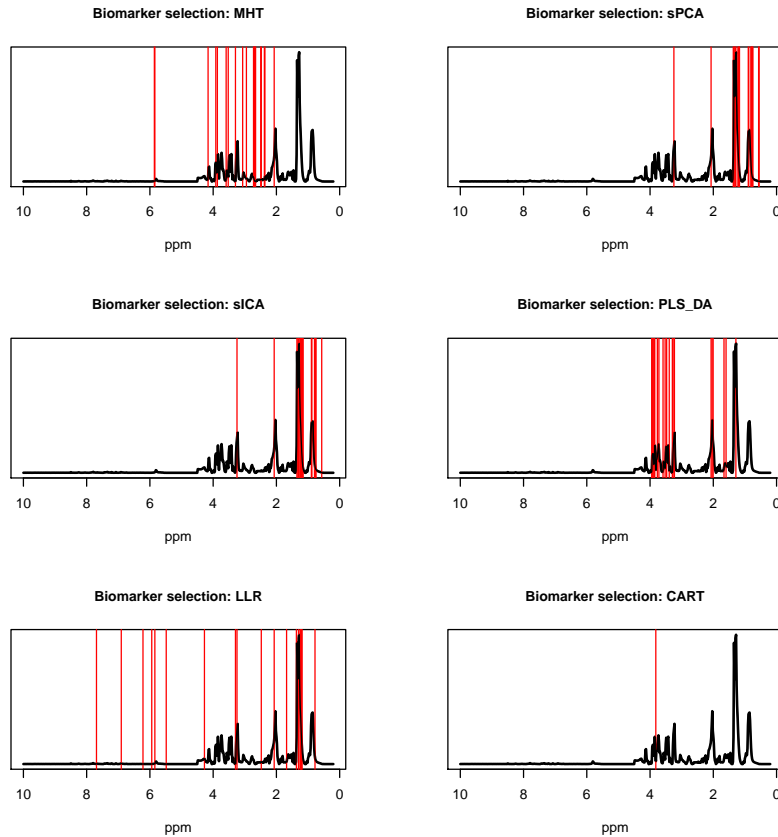 Biomarker selection: MHT
10 8 6 4 2 0
ppm
Biomarker selection: sPCA
10 8 6 4 2 0
ppm
Biomarker selection: sICA
10 8 6 4 2 0
ppm
Biomarker selection: PLS_DA
10 8 6 4 2 0
ppm
Biomarker selection: LLR
10 8 6 4 2 0
ppm
Biomarker selection: CART
10 8 6 4 2 0
ppm